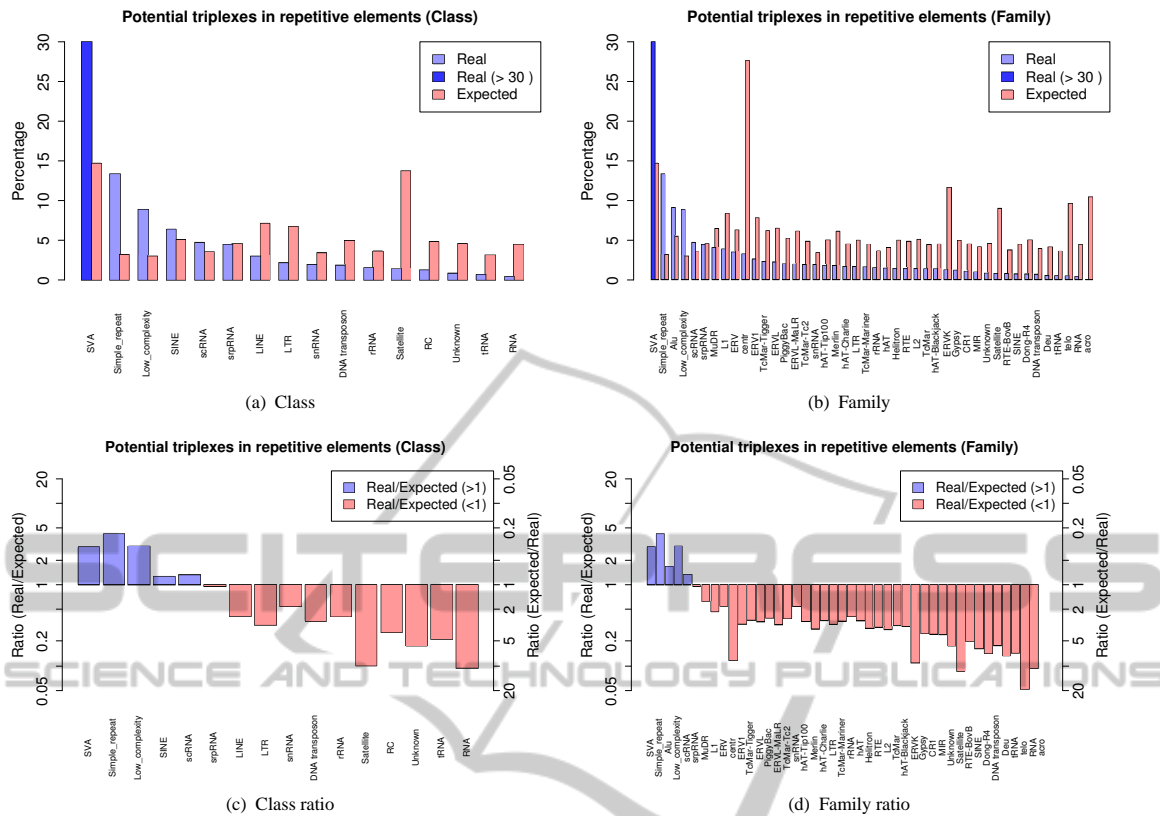 Potential triplexes in repetitive elements (Class)
Percentage
30
25
20
15
10
5
0
Real
Real (> 30 )
Expected
SVA
Simple_repeat
Low_complexity
SINE
scRNA
srpRNA
LINE
LTR
snRNA
DNA transposon
rRNA
Satellite
RC
Unknown
tRNA
RNA
(a) Class
Potential triplexes in repetitive elements (Family)
Percentage
30
25
20
15
10
5
0
Real
Real (> 30 )
Expected
SVA
Simple_repeat
Alu
Low_complexity
scRNA
srpRNA
MuDR
L1
ERV
centr
ERV1
TcMar-Tigger
ERVL
PiggyBac
ERVL-MaLR
TcMar-Tc2
snRNA
hAT-Tip100
Merlin
hAT-Charlie
LTR
TcMar-Mariner
rRNA
hAT
Helitron
RTE
L2
TcMar
hAT-Blackjack
ERVK
Gypsy
CR1
MIR
Unknown
Satellite
RTE-BovB
SINE
Dong-R4
DNA transposon
Deu
tRNA
telo
RNA
acro
(b) Family
Potential triplexes in repetitive elements (Class)
Ratio (Real/Expected)
20
5
2
1
0.2
0.05
Real/Expected (>1)
Real/Expected (<1)
0.05
0.2
1
2
5
20
Ratio (Expected/Real)
SVA
Simple_repeat
Low_complexity
SINE
scRNA
srpRNA
LINE
LTR
snRNA
DNA transposon
rRNA
Satellite
RC
Unknown
tRNA
RNA
(c) Class ratio
Potential triplexes in repetitive elements (Family)
Ratio (Real/Expected)
20
5
2
1
0.2
0.05
Real/Expected (>1)
Real/Expected (<1)
0.05
0.2
1
2
5
20
Ratio (Expected/Real)
SVA
Simple_repeat
Alu
Low_complexity
scRNA
srpRNA
MuDR
L1
ERV
centr
ERV1
TcMar-Tigger
ERVL
PiggyBac
ERVL-MaLR
TcMar-Tc2
snRNA
hAT-Tip100
Merlin
hAT-Charlie
LTR
TcMar-Mariner
rRNA
hAT
Helitron
RTE
L2
TcMar
hAT-Blackjack
ERVK
Gypsy
CR1
MIR
Unknown
Satellite
RTE-BovB
SINE
Dong-R4
DNA transposon
Deu
tRNA
telo
RNA
acro
(d) Family ratio
SCITEPRESS
SCIENCE AND TECHNOLOGY PUBLICATIONS